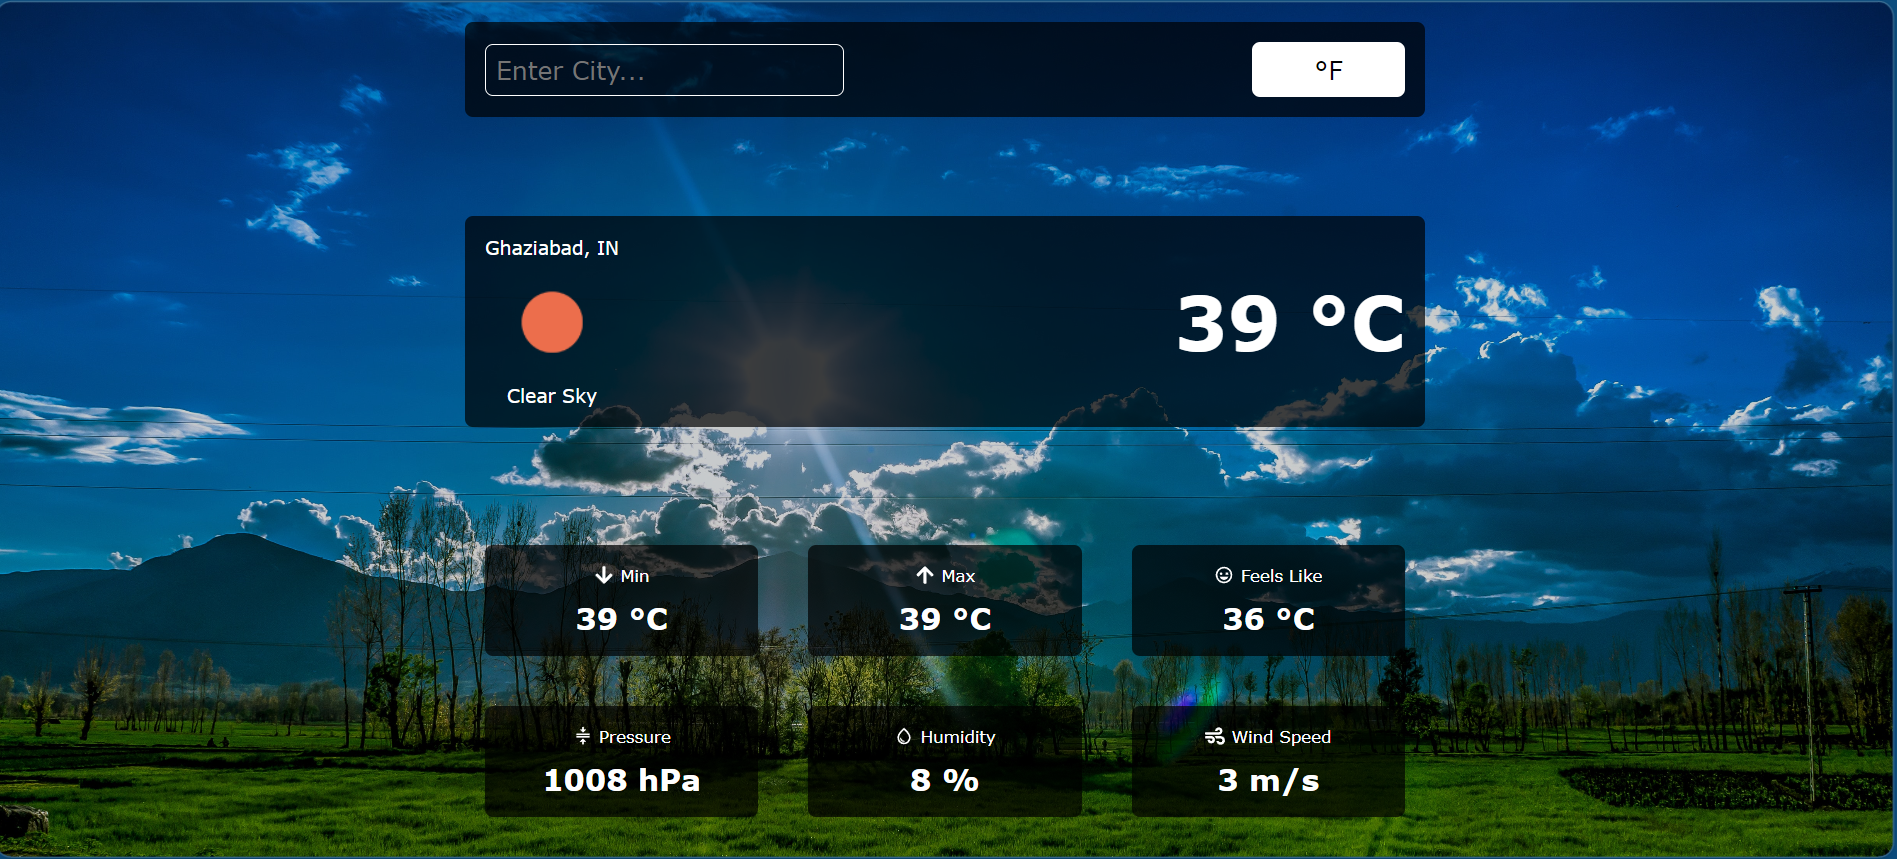 Enter City...
°F
Ghaziabad, IN
39 °C
Clear Sky
Min
39 °C
Max
39 °C
Feels Like
36 °C
Pressure
1008 hPa
Humidity
8 %
Wind Speed
3 m/s